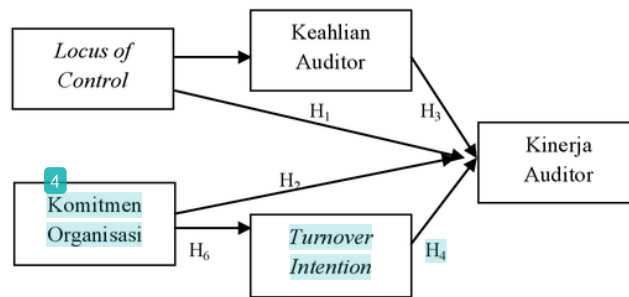 Locus of
Control
Keahlian
Auditor
H1
H3
Kinerja
Auditor
4
Komitmen
Organisasi
H2
H6
Turnover
Intention
H4